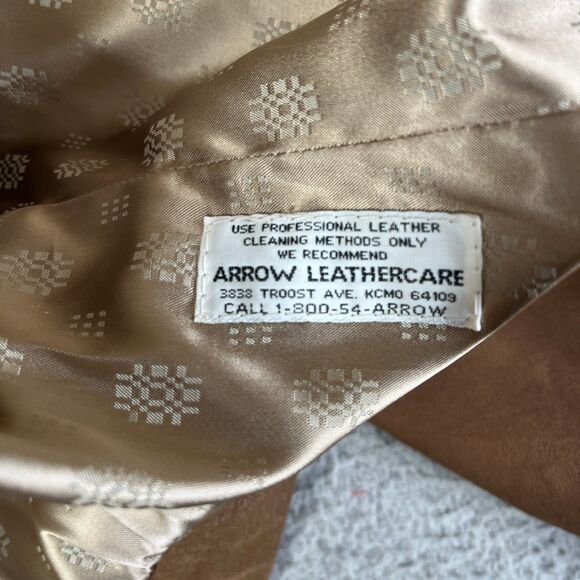 USE PROFESSIONAL LEATHER
CLEANING METHODS ONLY
WE RECOMMEND
ARROW LEATHERCARE
3838 TROOST AVE. KCMO 64109
CALL 1-800-54-ARROW